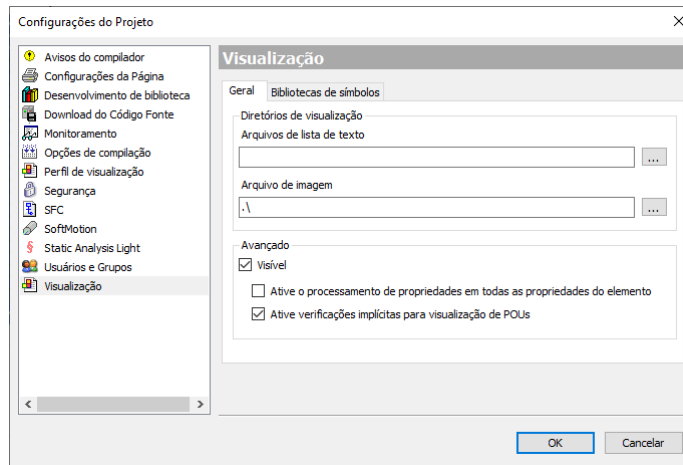 Configurações do Projeto
Avisos do compilador
Configurações da Página
Desenvolvimento de biblioteca
Download do Código Fonte
Monitoramento
Opções de compilação
Perfil de visualização
Segurança
SFC
SoftMotion
Static Analysis Light
Usuários e Grupos
Visualização
Visualização
Geral Bibliotecas de símbolos
Diretórios de visualização
Arquivos de lista de texto
...
Arquivo de imagem
.\ ...
Avançado
Visível
Ative o processamento de propriedades em todas as propriedades do elemento
Ative verificações implícitas para visualização de POUs
OK Cancelar